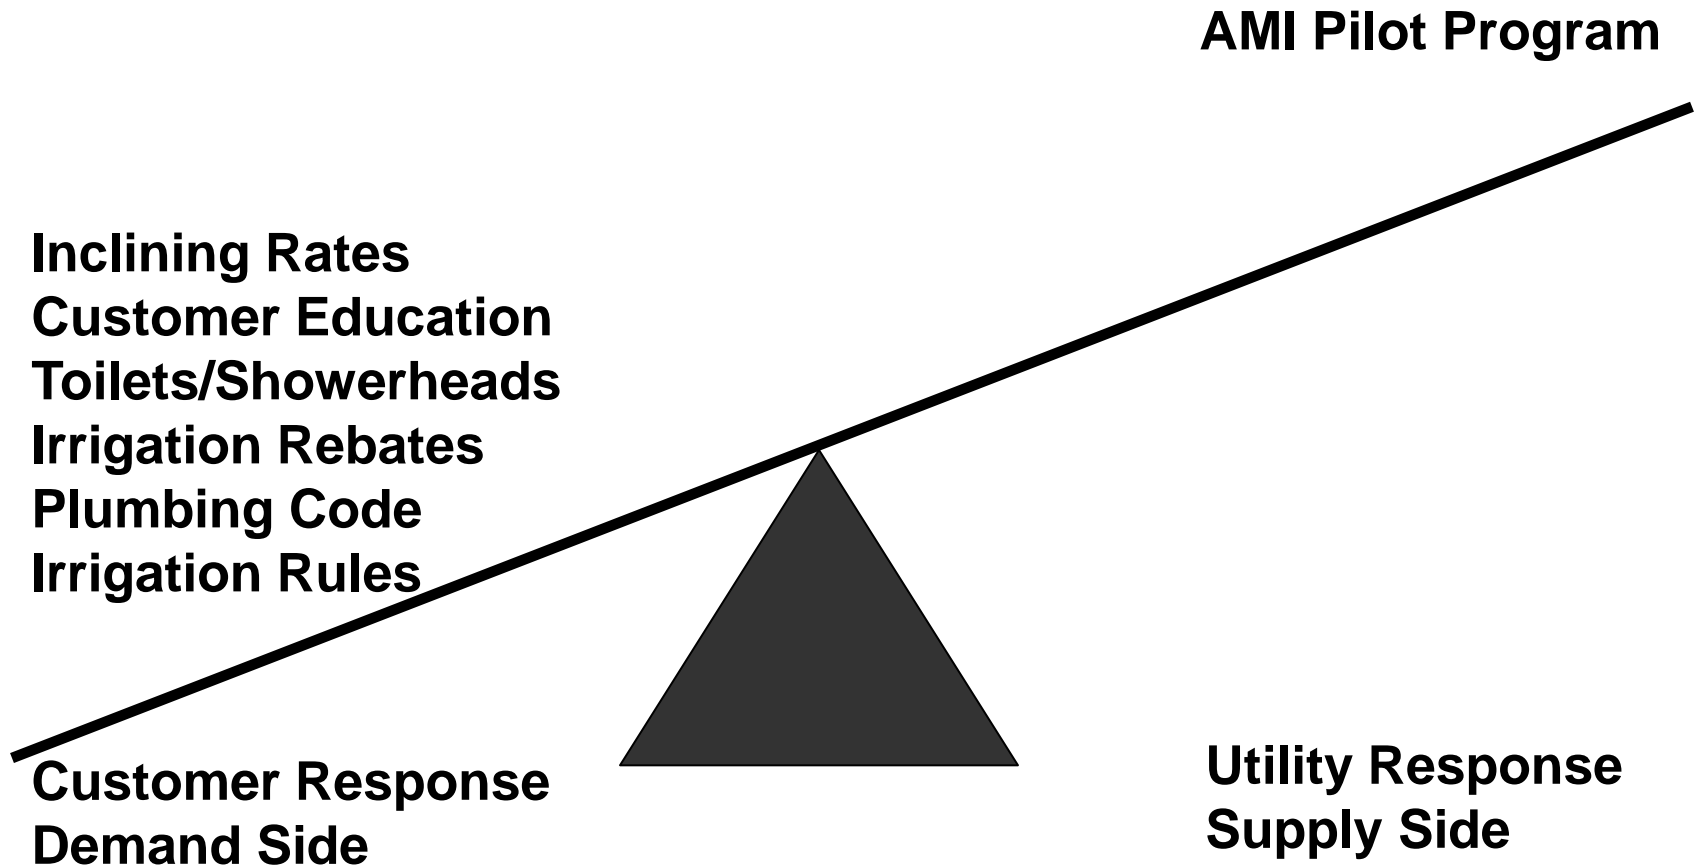 AMI Pilot Program
Inclining Rates
Customer Education
Toilets/Showerheads
Irrigation Rebates
Plumbing Code
Irrigation Rules
Customer Response
Demand Side
Utility Response
Supply Side